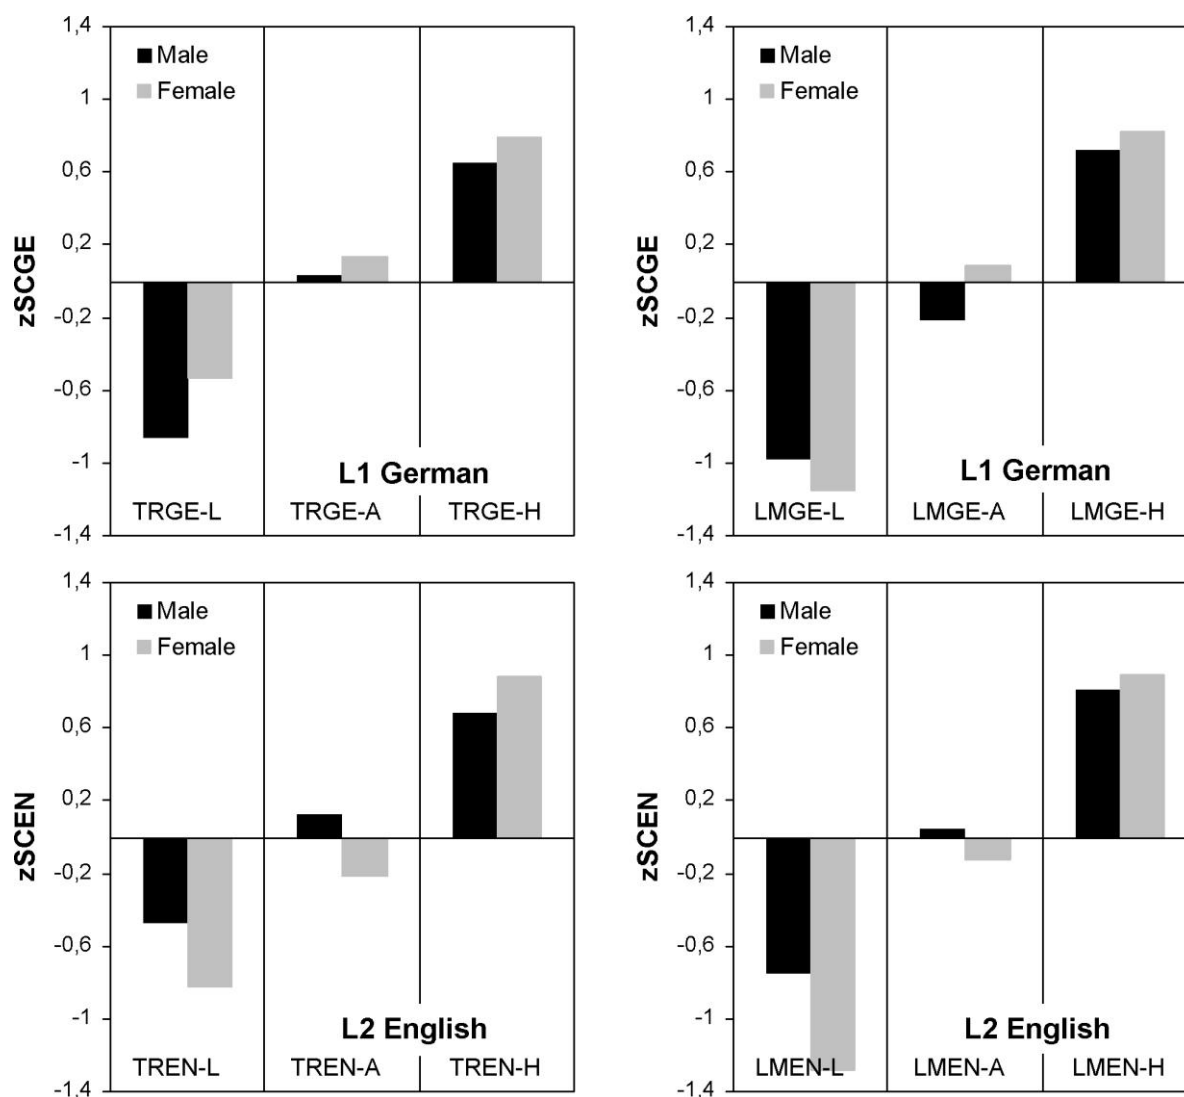 1,4
1
0,6
0,2
-0,2
-0,6
-1
-1,4
zSCGE
Male
Female
L1 German
TRGE-L TRGE-A TRGE-H
1,4
1
0,6
0,2
-0,2
-0,6
-1
-1,4
zSCGE
Male
Female
L1 German
LMGE-L LMGE-A LMGE-H
1,4
1
0,6
0,2
-0,2
-0,6
-1
-1,4
zSCEN
Male
Female
L2 English
TREN-L TREN-A TREN-H
1,4
1
0,6
0,2
-0,2
-0,6
-1
-1,4
zSCEN
Male
Female
L2 English
LMEN-L LMEN-A LMEN-H